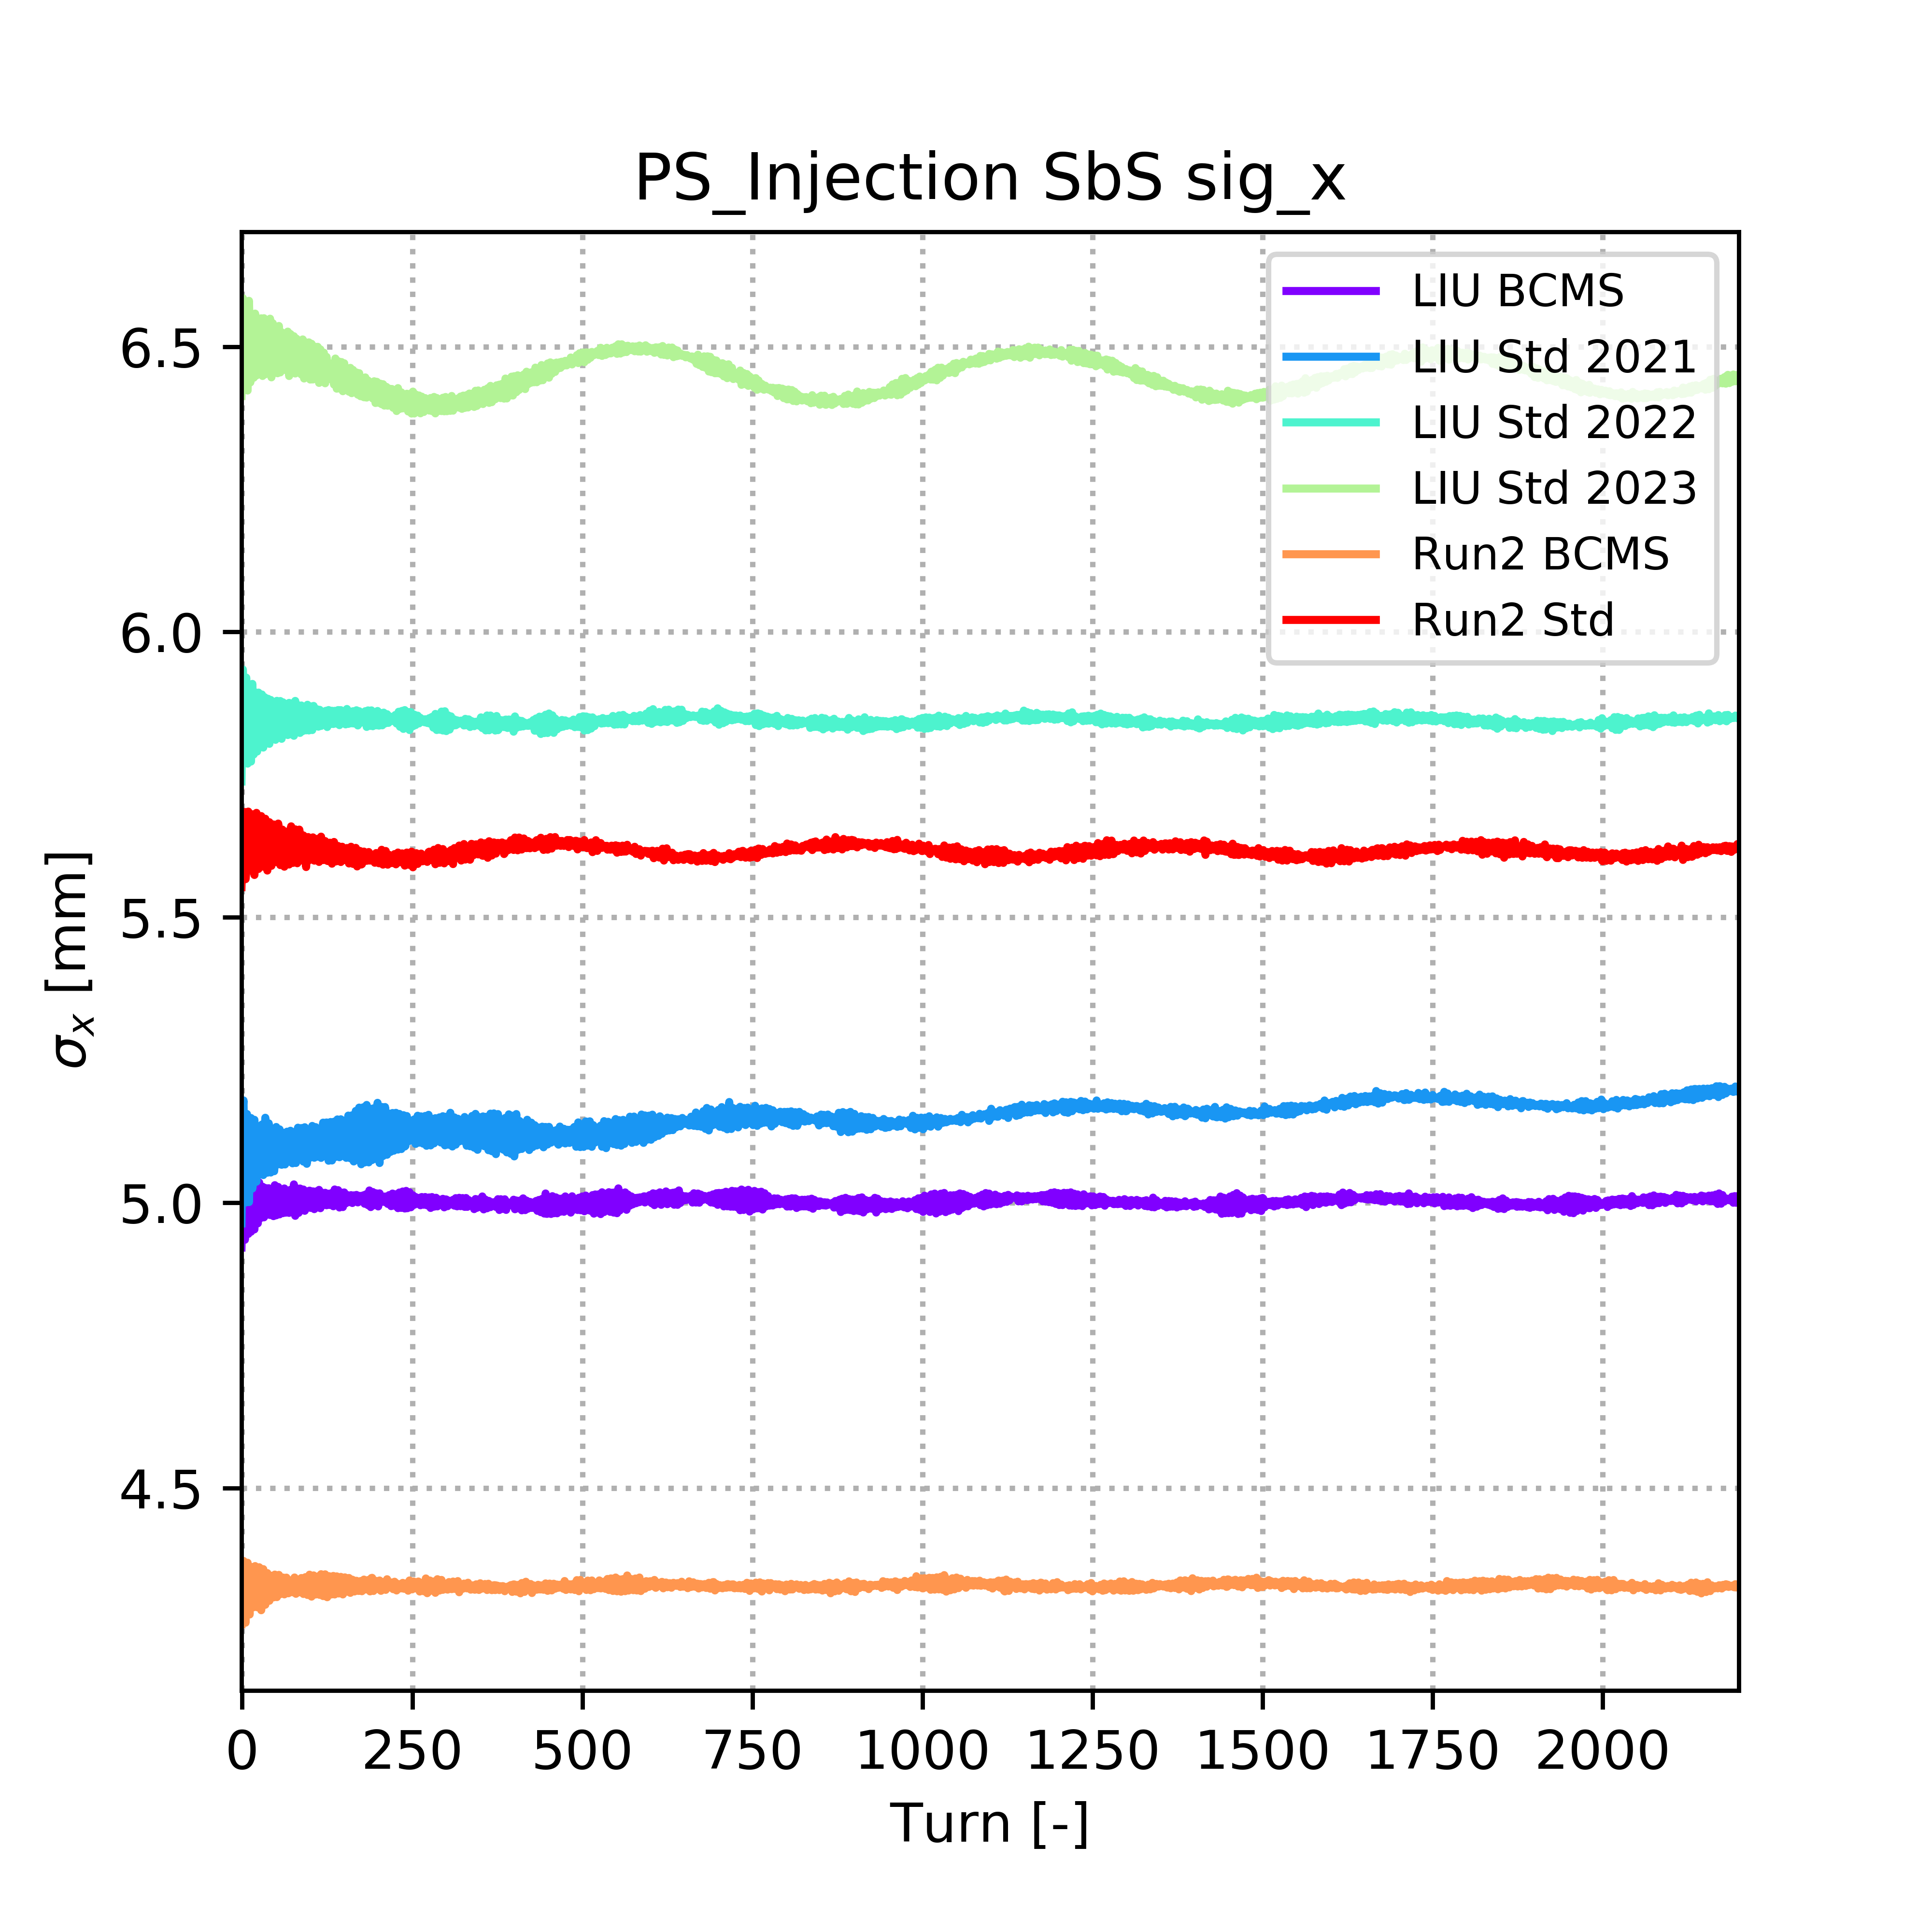 PS_Injection SbS sig_x
LIU BCMS
LIU Std 2021
LIU Std 2022
LIU Std 2023
Run2 BCMS
Run2 Std
6.5
6.0
5.5
5.0
4.5
σx [mm]
0 250 500 750 1000 1250 1500 1750 2000
Turn [-]